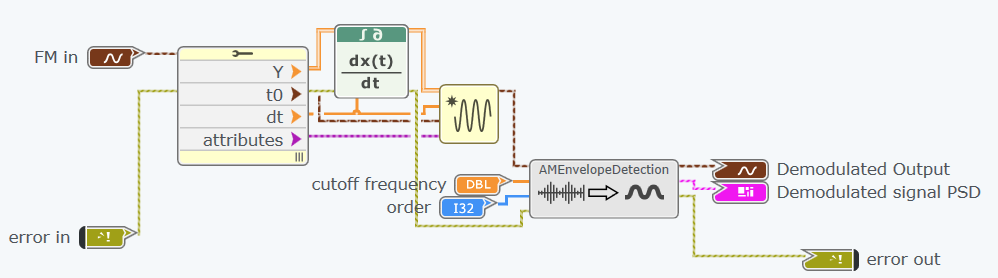 FM in
Y
t0
dt
attributes
∫ ∂
dx(t)
dt
AMEnvelopeDetection
cutoff frequency
DBL
order
I32
Demodulated Output
Demodulated signal PSD
error in
error out